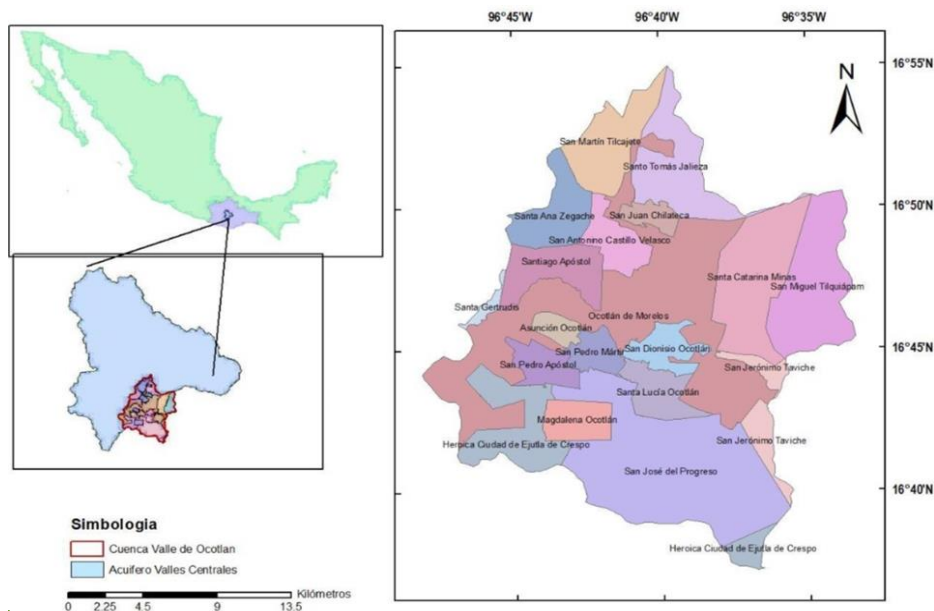 96°45'W
96°40'W
96°35'W
16°55'N
N
San Martín Tilcajete
Santo Tomás Jalieza
16°50'N
Santa Ana Zegache
San Juan Chilateca
San Antonino Castillo Velasco
Santiago Apóstol
Santa Catarina Minas
San Miguel Tilquiápam
Santa Gertrudis
Ocotlán de Morelos
Asunción Ocotlán
16°45'N
San Pedro Mártir
San Dionisio Ocotlán
San Pedro Apóstol
San Jerónimo Taviche
Santa Lucía Ocotlán
Magdalena Ocotlán
San Jerónimo Taviche
Heroica Ciudad de Ejutla de Crespo
San José del Progreso
16°40'N
Heroica Ciudad de Ejutla de Crespo
Simbologia
Cuenca Valle de Ocotlan
Acuifero Valles Centrales
Kilómetros
0 2.25 4.5 9 13.5